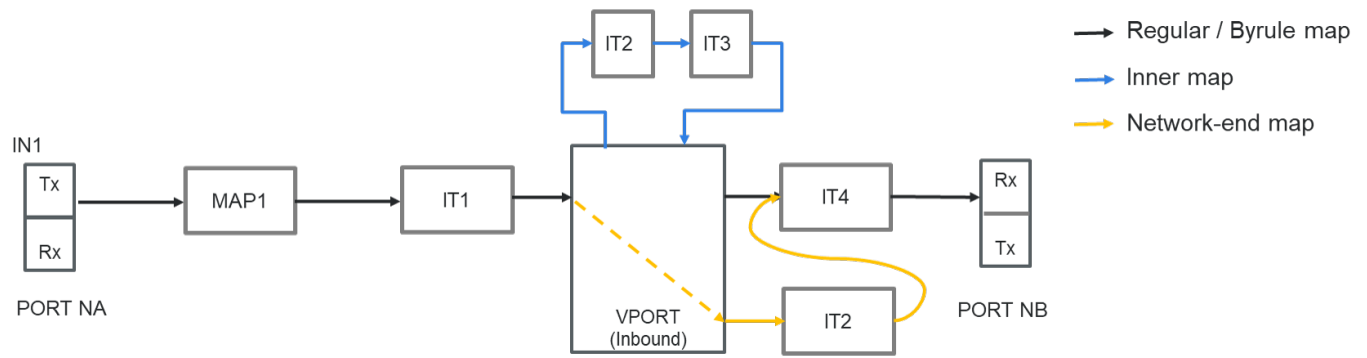 IT2
IT3
Regular / Byrule map
Inner map
Network-end map
IN1
Tx
Rx
PORT NA
MAP1
IT1
VPORT
(Inbound)
IT4
IT2
Rx
Tx
PORT NB